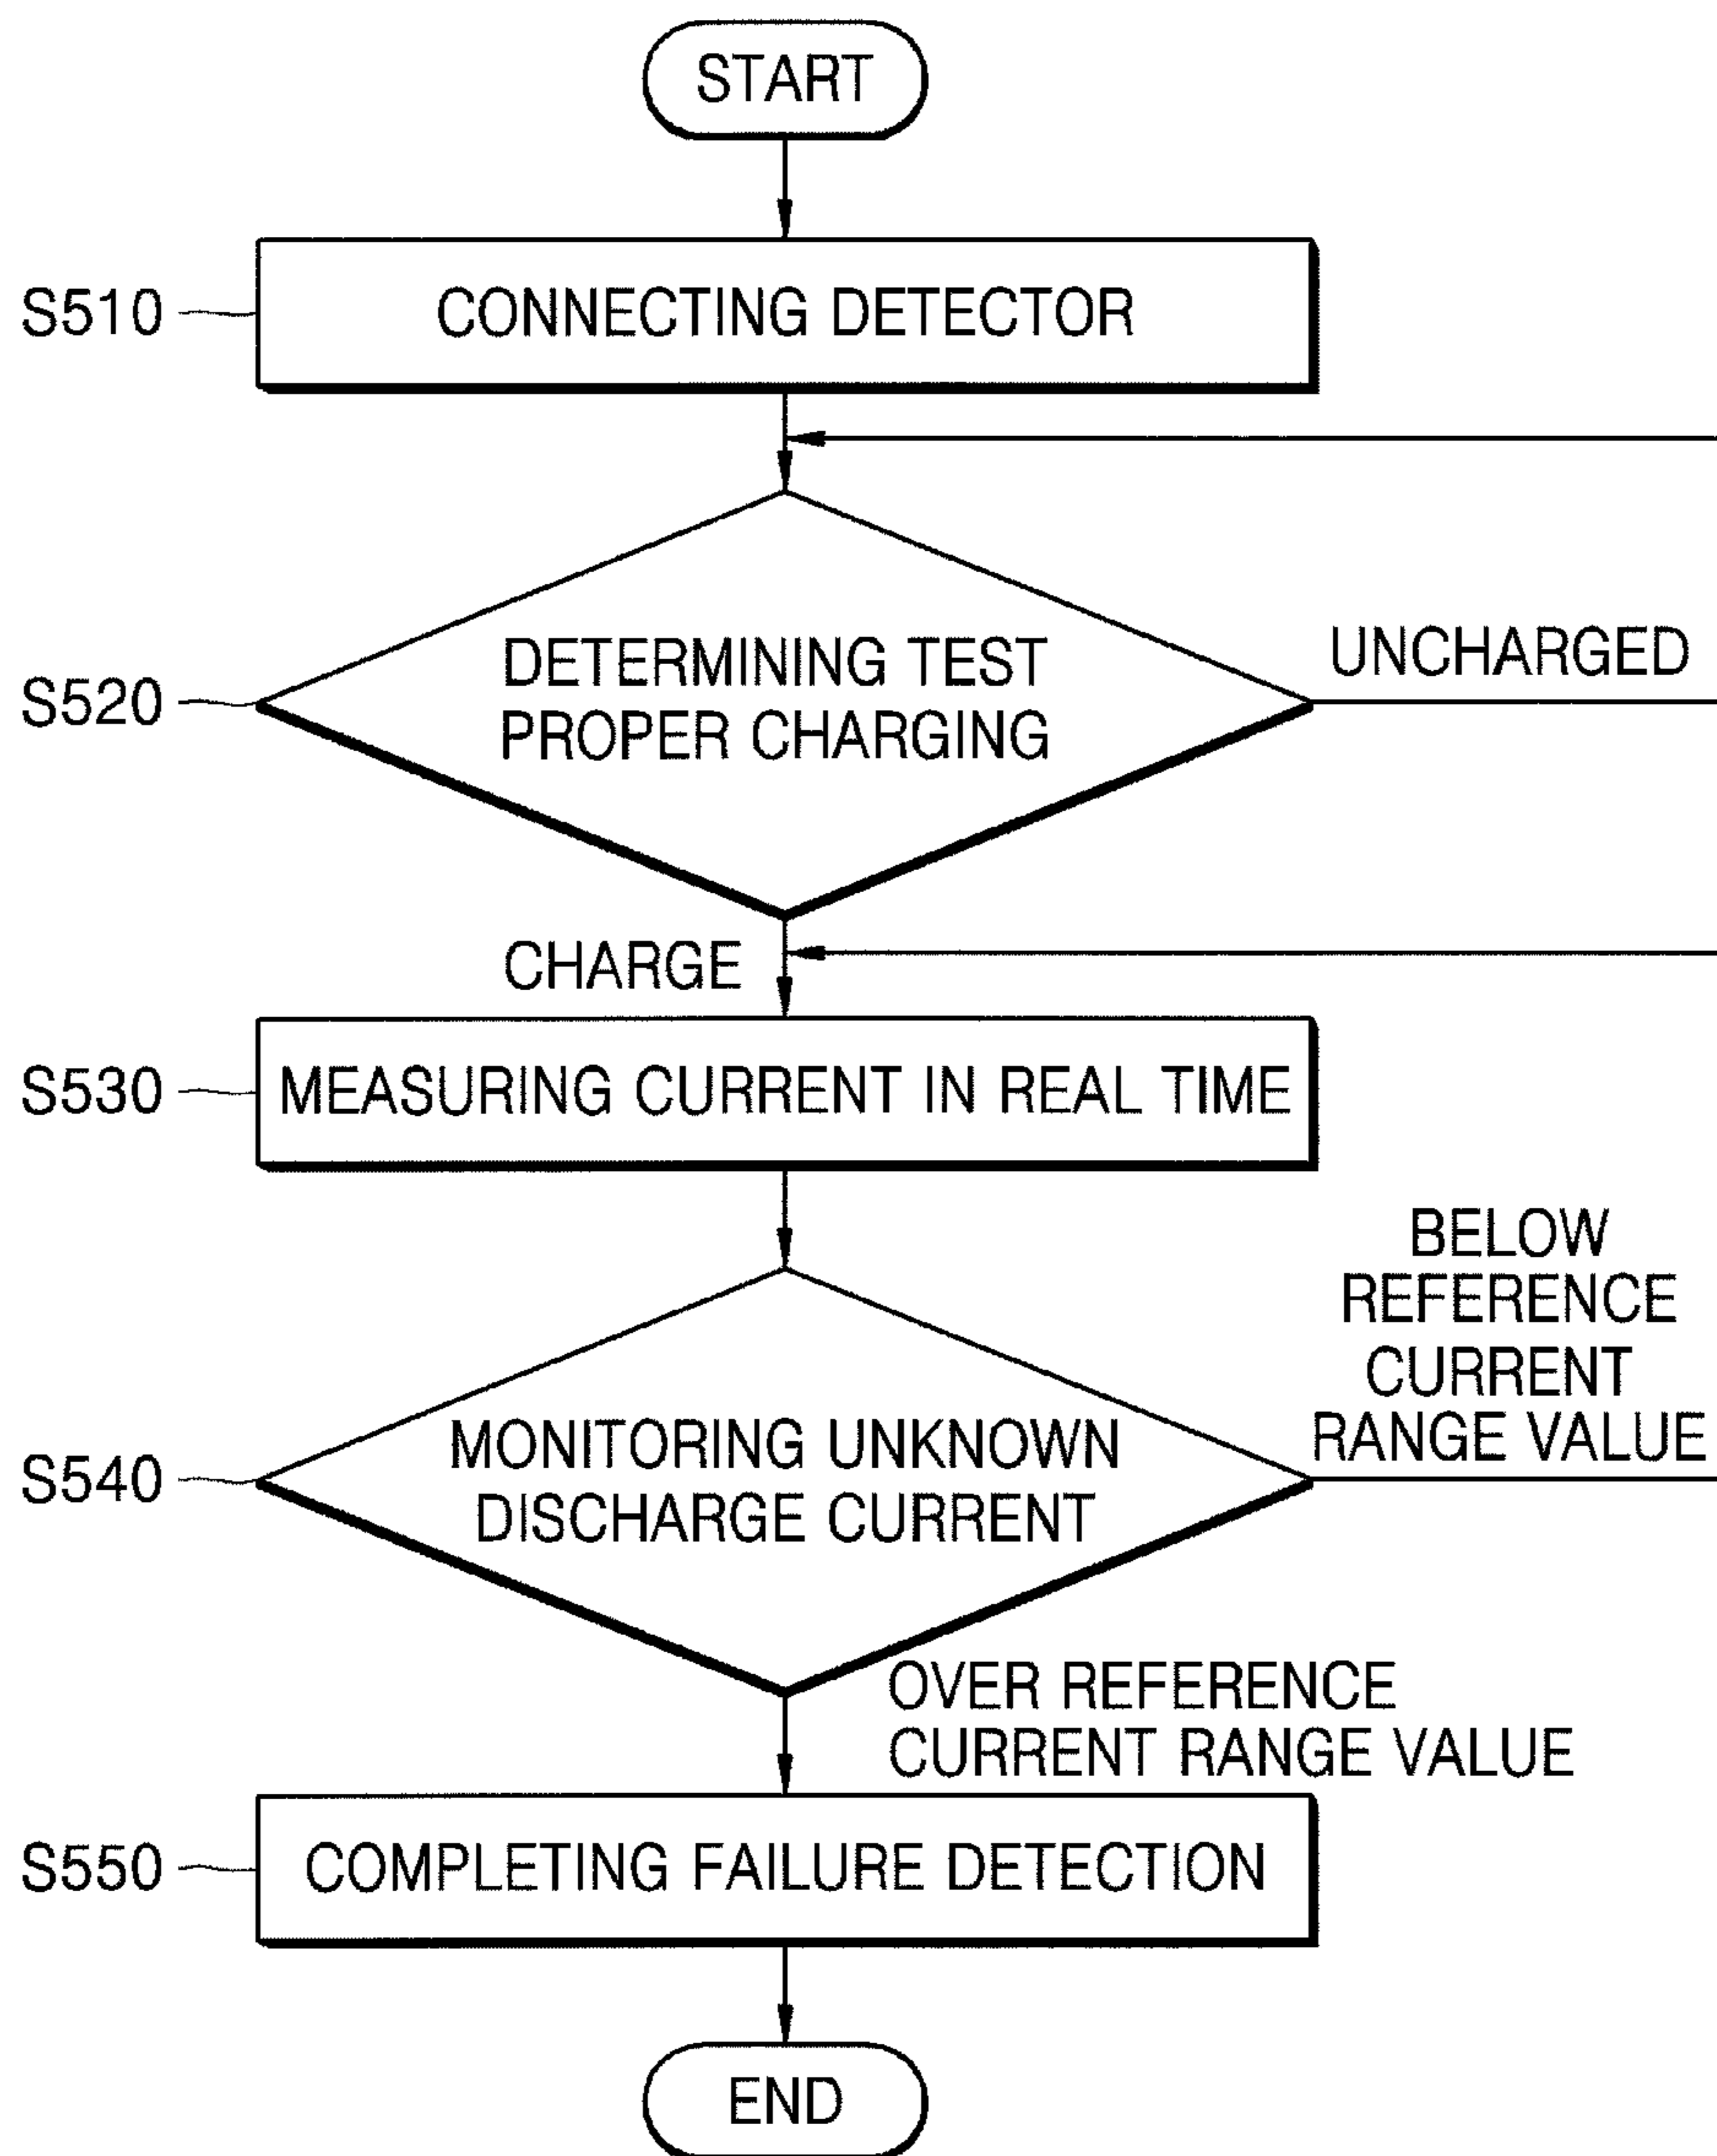 START
S510
CONNECTING DETECTOR
S520
DETERMINING TEST
PROPER CHARGING
UNCHARGED
CHARGE
S530
MEASURING CURRENT IN REAL TIME
S540
MONITORING UNKNOWN
DISCHARGE CURRENT
BELOW
REFERENCE
CURRENT
RANGE VALUE
OVER REFERENCE
CURRENT RANGE VALUE
S550
COMPLETING FAILURE DETECTION
END